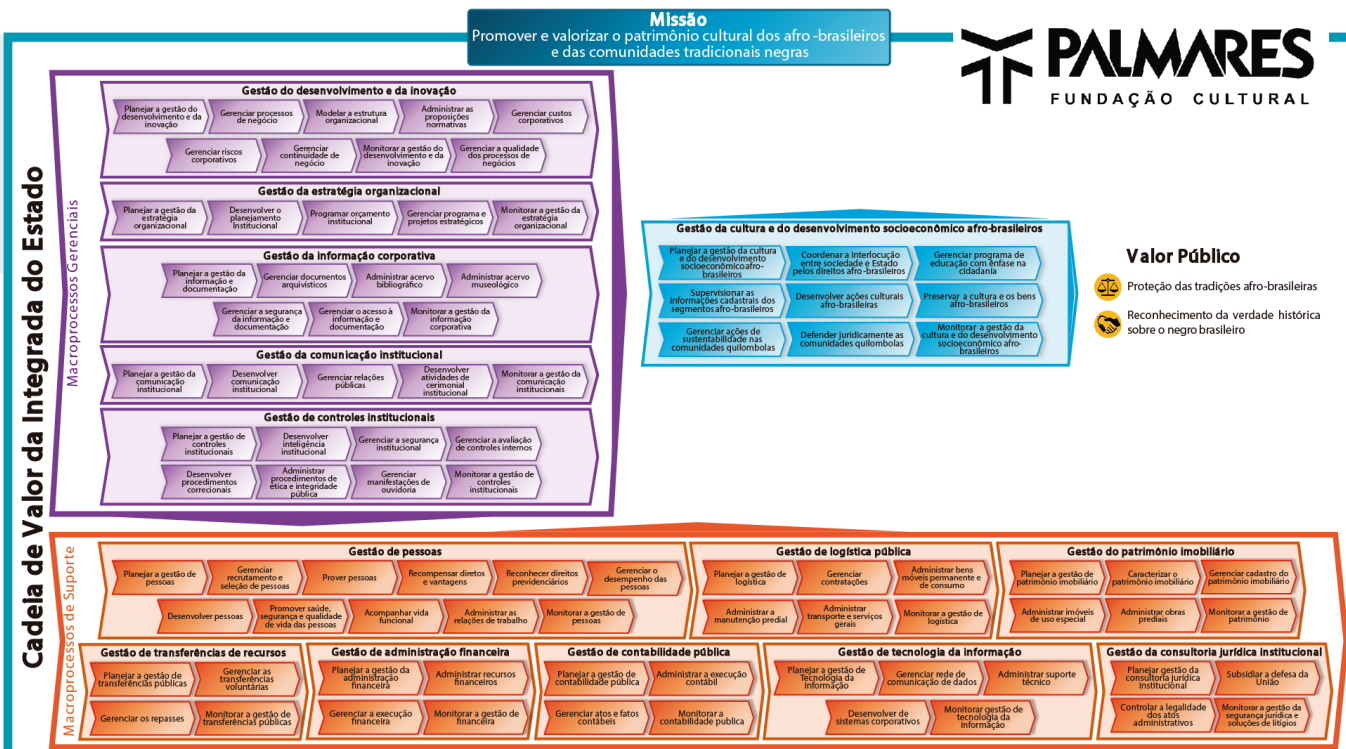 Missão
Promover e valorizar o patrimônio cultural dos afro -brasileiros
e das comunidades tradicionais negras
PALMARES
FUNDAÇÃO CULTURAL
Cadeia de Valor da Integrada do Estado
Macroprocessos Gerenciais
Gestão do desenvolvimento e da inovação
Planejar a gestão do
desenvolvimento e da
inovação
Gerenciar processos
de negócio
Modelar a estrutura
organizacional
Administrar as
proposições
normativas
Gerenciar custos
corporativos
Gerenciar riscos
corporativos
Gerenciar
continuidade de
negócio
Monitorar a gestão do
desenvolvimento e da
inovação
Gerenciar a qualidade
dos processos de
negócios
Gestão da estratégia organizacional
Planejar a gestão da
estratégia
organizacional
Desenvolver o
planejamento
Institucional
Programar orçamento
institucional
Gerenciar programa e
projetos estratégicos
Monitorar a gestão da
estratégia
organizacional
Gestão da informação corporativa
Planejar a gestão da
informação e
documentação
Gerenciar documentos
arquivísticos
Administrar acervo
bibliográfico
Administrar acervo
museológico
Gerenciar a segurança
da informação e
documentação
Gerenciar o acesso à
informação e
documentação
Monitorar a gestão da
informação
corporativa
Gestão da comunicação institucional
Planejar a gestão da
comunicação
institucional
Desenvolver
comunicação
institucional
Gerenciar relações
públicas
Desenvolver
atividades de
cerimonial
institucional
Monitorar a gestão da
comunicação
institucionais
Gestão de controles institucionais
Planejar a gestão de
controles
institucionais
Desenvolver
inteligência
institucional
Gerenciar a segurança
institucional
Gerenciar a avaliação
de controles internos
Desenvolver
procedimentos
correcionais
Administrar
procedimentos de
ética e integridade
pública
Gerenciar
manifestações de
ouvidoria
Monitorar a gestão de
controles
institucionais
Gestão da cultura e do desenvolvimento socioeconômico afro-brasileiros
Planejar a gestão da cultura
e do desenvolvimento
socioeconômico afro-
brasileiros
Coordenar a interlocução
entre sociedade e Estado
pelos direitos afro -brasileiros
Gerenciar programa de
educação com ênfase na
cidadania
Supervisionar as
informações cadastrais dos
segmentos afro-brasileiros
Desenvolver ações culturais
afro-brasileiras
Preservar a cultura e os bens
afro-brasileiros
Gerenciar ações de
sustentabilidade nas
comunidades quilombolas
Defender juridicamente as
comunidades quilombolas
Monitorar a gestão da
cultura e do desenvolvimento
socioeconômico afro-
brasileiros
Valor Público
Proteção das tradições afro-brasileiras
Reconhecimento da verdade histórica
sobre o negro brasileiro
Macroprocessos de Suporte
Gestão de pessoas
Planejar a gestão de
pessoas
Gerenciar
recrutamento e
seleção de pessoas
Prover pessoas
Recompensar diretos
e vantagens
Reconhecer direitos
previdenciários
Gerenciar o
desempenho das
pessoas
Desenvolver pessoas
Promover saúde,
segurança e qualidade
de vida das pessoas
Acompanhar vida
funcional
Administrar as
relações de trabalho
Monitorar a gestão de
pessoas
Gestão de logística pública
Planejar a gestão de
logística
Gerenciar
contratações
Administrar bens
móveis permanente e
de consumo
Administrar a
manutenção predial
Administrar
transporte e serviços
gerais
Monitorar a gestão de
logística
Gestão do patrimônio imobiliário
Planejar a gestão de
patrimônio imobiliário
Caracterizar o
patrimônio imobiliário
Gerenciar cadastro do
patrimônio imobiliário
Administrar imóveis
de uso especial
Administrar obras
prediais
Monitorar a gestão de
patrimônio
Gestão de transferências de recursos
Planejar a gestão de
transferências públicas
Gerenciar as
transferências
voluntárias
Gerenciar os repasses
Monitorar a gestão de
transferências públicas
Gestão de administração financeira
Planejar a gestão da
administração
financeira
Administrar recursos
financeiros
Gerenciar a execução
financeira
Monitorar a gestão de
financeira
Gestão de contabilidade pública
Planejar a gestão de
contabilidade pública
Administrar a execução
contábil
Gerenciar atos e fatos
contábeis
Monitorar a
contabilidade publica
Gestão de tecnologia da informação
Planejar a gestão de
Tecnologia da
Informação
Gerenciar rede de
comunicação de dados
Administrar suporte
técnico
Desenvolver de
sistemas corporativos
Monitorar gestão de
tecnologia da
informação
Gestão da consultoria jurídica institucional
Planejar gestão da
consultoria jurídica
institucional
Subsidiar a defesa da
União
Controlar a legalidade
dos atos
administrativos
Monitorar a gestão da
segurança jurídica e
soluções de litígios